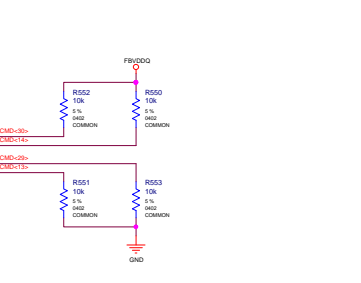 FBVDDQ
R552
10k
5 %
0402
COMMON
R550
10k
5 %
0402
COMMON
CMD<30>
CMD<14>
CMD<29>
CMD<13>
R551
10k
5 %
0402
COMMON
R553
10k
5 %
0402
COMMON
GND